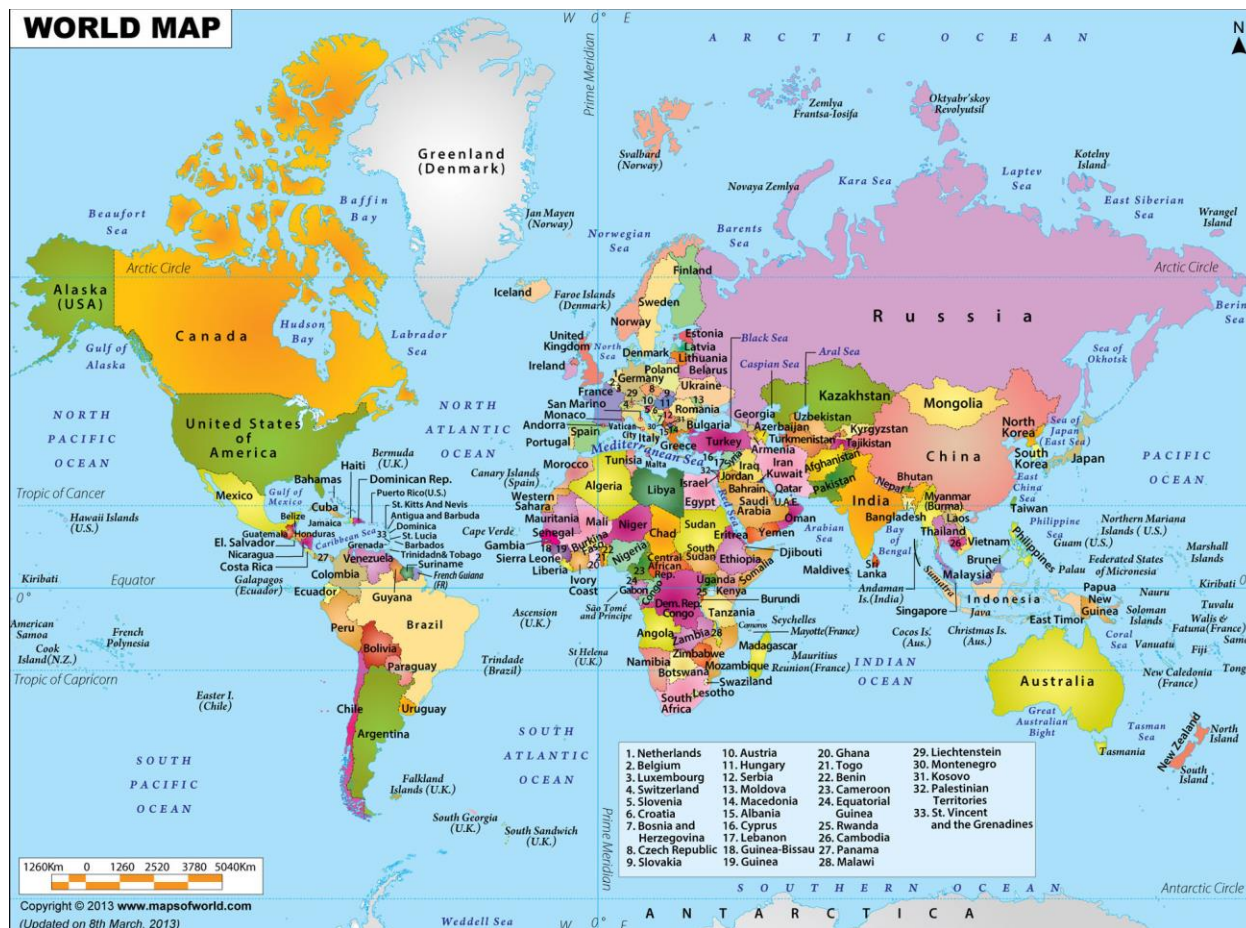 WORLD MAP
W 0° E
N
ARCTIC OCEAN
Prime Meridian
Greenland
(Denmark)
Svalbard
(Norway)
Zemlya
Frantsa-Iosifa
Oktyabr'skoy
Revolyutsii
Kotelny
Island
Laptev
Sea
Kara Sea
Novaya Zemlya
East Siberian
Sea
Wrangel
Island
Beaufort
Sea
Baffin
Bay
Jan Mayen
(Norway)
Norwegian
Sea
Barents
Sea
Arctic Circle
Arctic Circle
Alaska
(USA)
Canada
Hudson
Bay
Labrador
Sea
Gulf of
Alaska
Iceland
Faroe Islands
(Denmark)
Finland
Sweden
Norway
Russia
Berin
Sea
Sea of
Okhotsk
United
Kingdom
North
Sea
Ireland
Denmark
Estonia
Latvia
Lithuania
Belarus
Poland
Germany
Ukraine
France
San Marino
Monaco
Andorra
Vatican
City
Italy
Spain
Portugal
Romania
Bulgaria
Greece
Black Sea
Caspian Sea
Aral Sea
Georgia
Azerbaijan
Armenia
Turkey
Kazakhstan
Uzbekistan
Turkmenistan
Kyrgyzstan
Tajikistan
Mongolia
China
North
Korea
South
Korea
Sea of
Japan
(East Sea)
Japan
East
China
Sea
Taiwan
NORTH
PACIFIC
OCEAN
United States
of
America
NORTH
ATLANTIC
OCEAN
PACIFIC
OCEAN
Mediterranean Sea
Malta
Tunisia
Morocco
Algeria
Libya
Egypt
Israel
Jordan
Syria
Iraq
Iran
Kuwait
Bahrain
Qatar
U.A.E.
Saudi
Arabia
Oman
Yemen
Red Sea
Afghanistan
Pakistan
India
Nepal
Bhutan
Bangladesh
Myanmar
(Burma)
Laos
Thailand
Vietnam
Philippines
Philippine
Sea
Northern Mariana
Islands (U.S.)
Guam (U.S.)
Arabian
Sea
Bay
of
Bengal
Tropic of Cancer
Hawaii Islands
(U.S.)
Mexico
Gulf of
Mexico
Bermuda
(U.K.)
Bahamas
Cuba
Haiti
Dominican Rep.
Puerto Rico(U.S.)
St. Kitts And Nevis
Antigua and Barbuda
Dominica
St. Lucia
Barbados
Grenada
Trinidad& Tobago
Jamaica
Belize
Guatemala
Honduras
El. Salvador
Nicaragua
Costa Rica
Caribbean Sea
Canary Islands
(Spain)
Western
Sahara
Cape Verde
Mauritania
Senegal
Gambia
Mali
Burkina
Faso
Niger
Chad
Sudan
Eritrea
Djibouti
Ethiopia
Somalia
South
Sudan
Central
African
Rep.
Nigeria
Sierra Leone
Liberia
Ivory
Coast
Venezuela
Colombia
Guyana
Suriname
French Guiana
(FR)
Galapagos
(Ecuador)
Ecuador
Equator
Kiribati
Peru
Brazil
Bolivia
Paraguay
Chile
Argentina
Uruguay
São Tomé
and Principe
Gabon
Congo
Dem. Rep.
Congo
Uganda
Kenya
Burundi
Tanzania
Seychelles
Comoros
Mayotte(France)
Angola
Zambia
Zimbabwe
Mozambique
Madagascar
Mauritius
Reunion(France)
Namibia
Botswana
Swaziland
Lesotho
South
Africa
Maldives
Sri
Lanka
Andaman
Is.(India)
Malaysia
Brunei
Singapore
Sumatra
Java
Indonesia
East Timor
Papua
New
Guinea
Palau
Federated States
of Micronesia
Marshall
Islands
Kiribati
Nauru
Tuvalu
Solomon
Islands
Walis &
Fatuna(France)
Sam
Vanuatu
Fiji
Tong
New Caledonia
(France)
Coral
Sea
Cocos Is.
(Aus.)
Christmas Is.
(Aus.)
American
Samoa
Cook
Island(N.Z.)
French
Polynesia
Ascension
(U.K.)
St Helena (U.K.)
Trindade
(Brazil)
Tropic of Capricorn
Easter I.
(Chile)
INDIAN
OCEAN
Australia
Great
Australian
Bight
Tasman
Sea
Tasmania
New Zealand
North
Island
South
Island
SOUTH
PACIFIC
OCEAN
SOUTH
ATLANTIC
OCEAN
Falkland
Islands (U.K.)
South Georgia
(U.K.)
South Sandwich
(U.K.)
1. Netherlands
2. Belgium
3. Luxembourg
4. Switzerland
5. Slovenia
6. Croatia
7. Bosnia and
Herzegovina
8. Czech Republic
9. Slovakia
10. Austria
11. Hungary
12. Serbia
13. Moldova
14. Macedonia
15. Albania
16. Cyprus
17. Lebanon
18. Guinea-Bissau
19. Guinea
20. Ghana
21. Togo
22. Benin
23. Cameroon
24. Equatorial
Guinea
25. Rwanda
26. Cambodia
27. Panama
28. Malawi
29. Liechtenstein
30. Montenegro
31. Kosovo
32. Palestinian
Territories
33. St. Vincent
and the Grenadines
Prime Meridian
1260Km 0 1260 2520 3780 5040Km
Copyright © 2013 www.mapsofworld.com
(Updated on 8th March, 2013)
Weddell Sea
W 0° E
SOUTHERN OCEAN
Antarctic Circle
ANTARCTICA